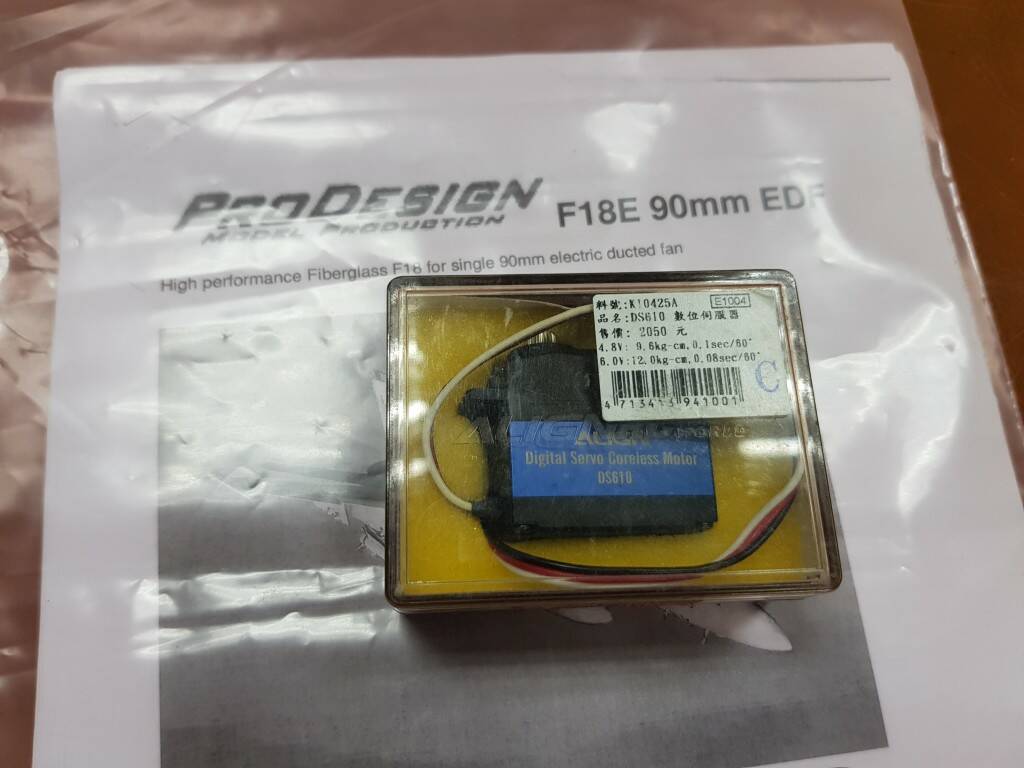 PRODESIGN
MODEL PRODUCTION
F18E 90mm EDF
High performance Fiberglass F18 for single 90mm electric ducted fan
料號:K10425A
E1004
品名:DS610 數位伺服器
售價: 2050 元
4.8V: 9.6kg-cm,0.1sec/60°
6.0V:12.0kg-cm,0.08sec/60°
C
ALIGN
Digital Servo Coreless Motor
DS610